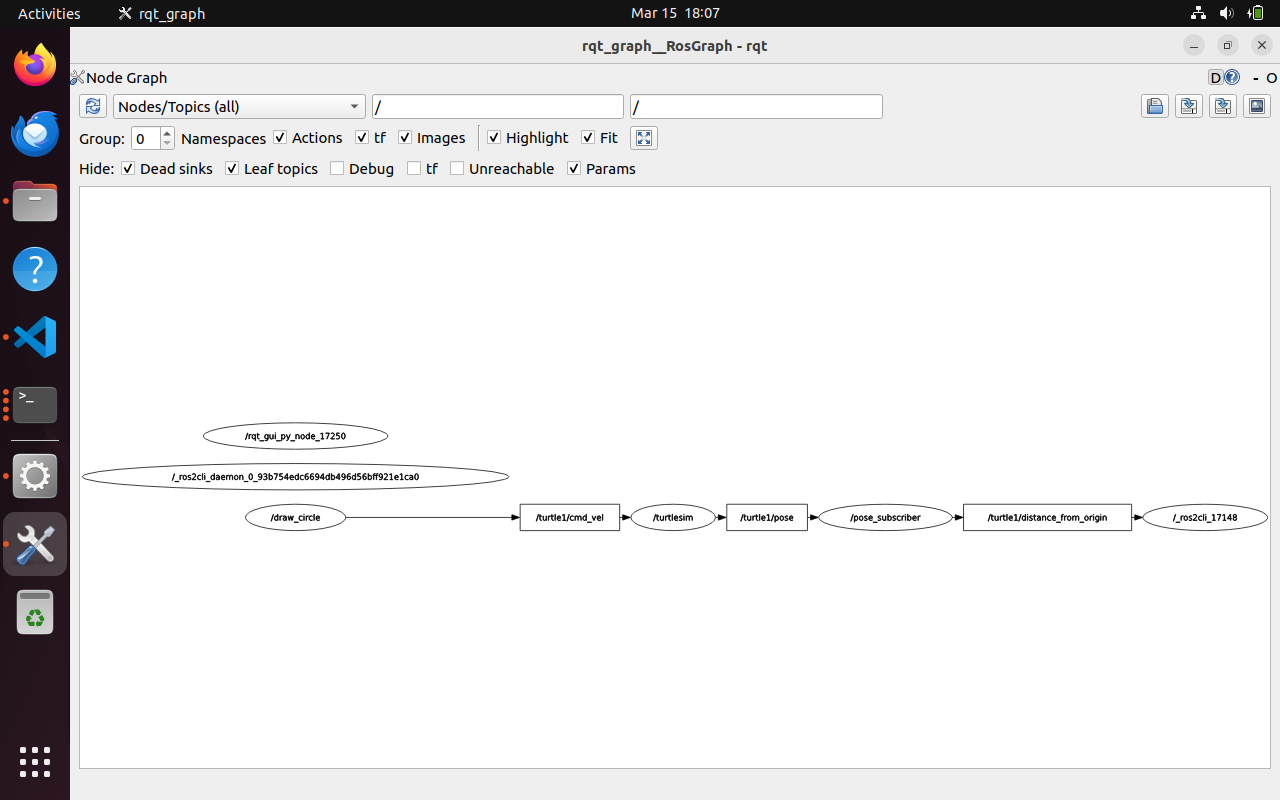 Activities rqt_graph Mar 15 18:07
rqt_graph__RosGraph - rqt
Node Graph D - O
Nodes/Topics (all) / /
Group: 0 Namespaces Actions tf Images Highlight Fit
Hide: Dead sinks Leaf topics Debug tf Unreachable Params
/rqt_gui_py_node_17250
/_ros2cli_daemon_0_93b754edc6694db496d56bff921e1ca0
/draw_circle /turtle1/cmd_vel /turtlesim /turtle1/pose /pose_subscriber /turtle1/distance_from_origin /_ros2cli_17148